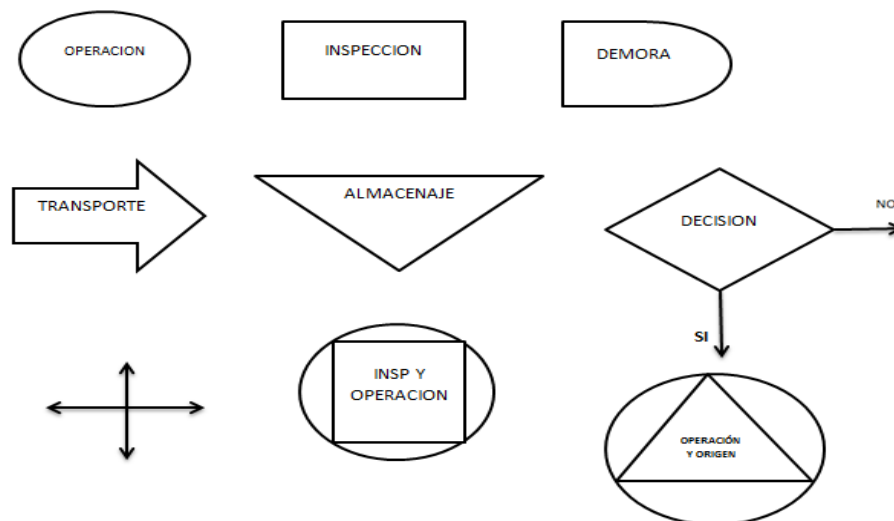 OPERACION
INSPECCION
DEMORA
TRANSPORTE
ALMACENAJE
DECISION
NO
SI
INSP Y
OPERACION
OPERACIÓN
Y ORIGEN